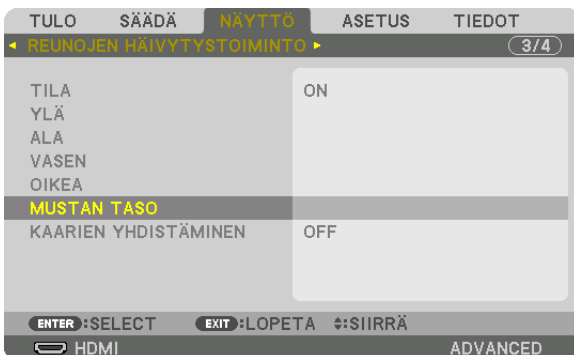 TULO SÄÄDÄ NÄYTTÖ ASETUS TIEDOT
REUNOJEN HÄIVYTYSTOIMINTO 3/4
TILA ON
YLÄ
ALA
VASEN
OIKEA
MUSTAN TASO
KAARIEN YHDISTÄMINEN OFF
ENTER :SELECT EXIT :LOPETA :SIIRRÄ
HDMI ADVANCED